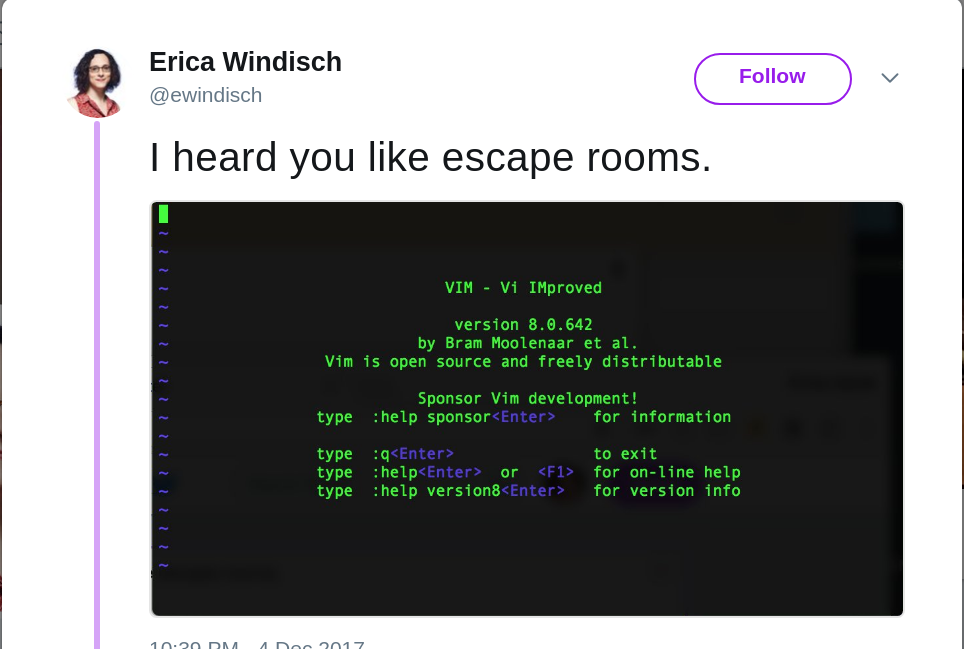 Erica Windisch
@ewindisch
Follow
I heard you like escape rooms.
~
~
~
~
VIM - Vi IMproved
~
~
version 8.0.642
~
by Bram Moolenaar et al.
~
Vim is open source and freely distributable
~
~
Sponsor Vim development!
~
type :help sponsor<Enter> for information
~
~
type :q<Enter> to exit
~
type :help<Enter> or <F1> for on-line help
~
type :help version8<Enter> for version info
~
~
~
~
10:39 PM - 4 Dec 2017